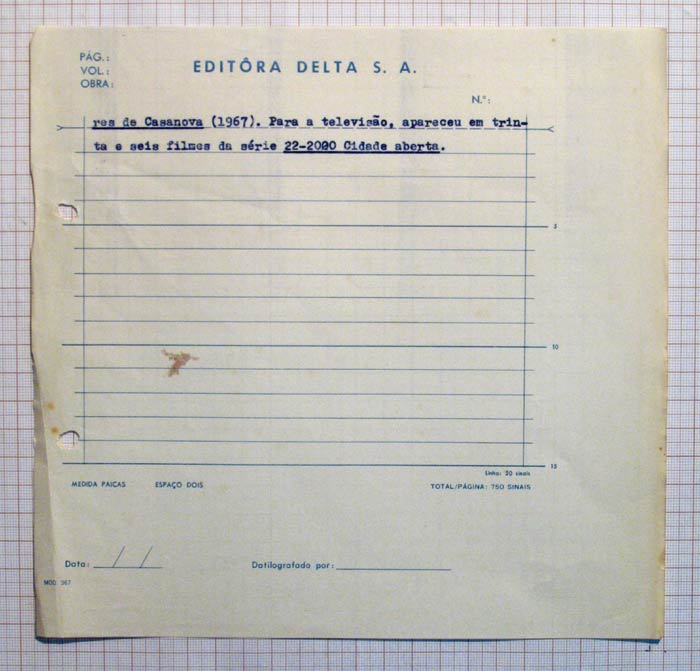 PÁG.:
VOL.:
OBRA:
EDITÔRA DELTA S. A.
N.º:
res de Casanova (1967). Para a televisão, apareceu em trin-
ta e seis filmes da série 22-2000 Cidade aberta.
5
10
15
Linha: 50 sinais
MEDIDA PAICAS ESPAÇO DOIS TOTAL/PÁGINA: 750 SINAIS
Data: / / Datilografado por:
MOD. 367